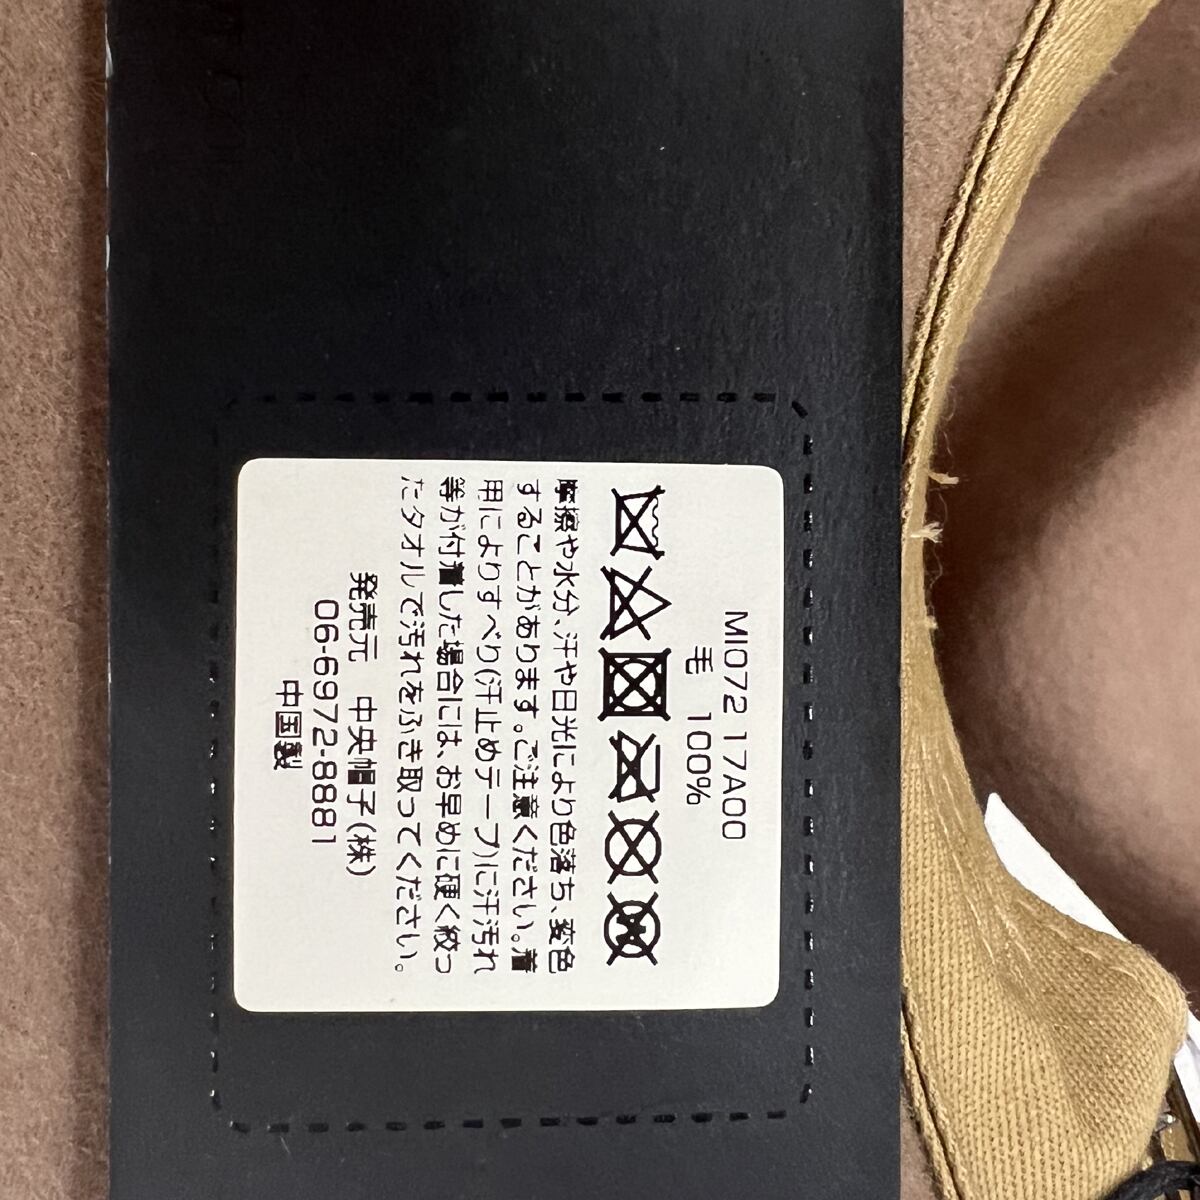 MI072 17A00
毛 100%
摩擦や水分、汗や日光により色落ち、変色
することがあります。ご注意ください。着
用によりすべり(汗止めテープ)に汗汚れ
等が付着した場合には、お早めに硬く絞っ
たタオルで汚れをふき取ってください。
発売元 中央帽子(株)
06-6972-8881
中国製